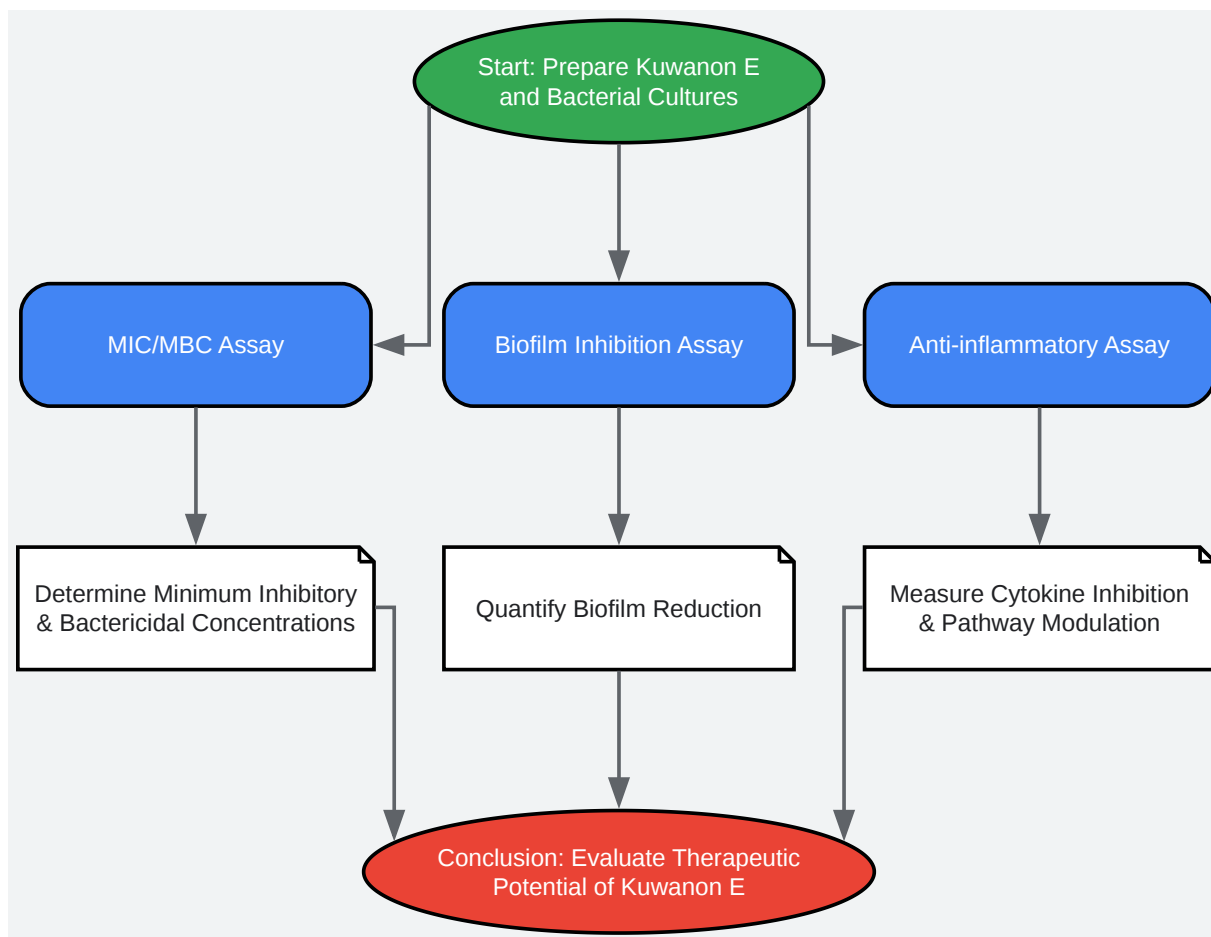 Start: Prepare Kuwanon E
and Bacterial Cultures
MIC/MBC Assay
Biofilm Inhibition Assay
Anti-inflammatory Assay
Determine Minimum Inhibitory
& Bactericidal Concentrations
Quantify Biofilm Reduction
Measure Cytokine Inhibition
& Pathway Modulation
Conclusion: Evaluate Therapeutic
Potential of Kuwanon E